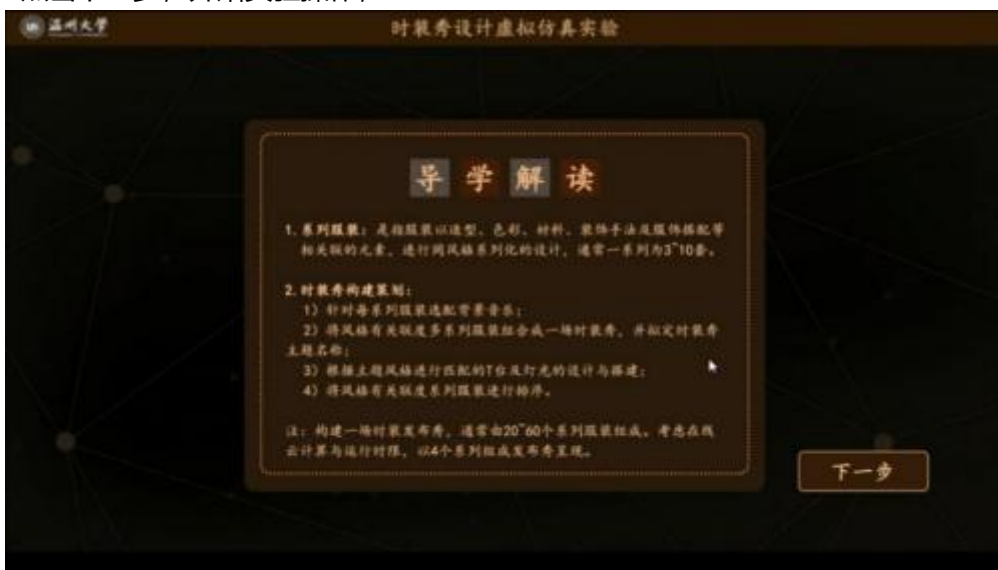 温州大学
时装秀设计虚拟仿真实验
导学解读
1.系列服装：是指服装以造型、色彩、材料、装饰手法及服饰搭配等
相关联的元素，进行同风格系列化的设计，通常一系列为3~10套。
2.时装秀构建策划：
1）针对每系列服装选配背景音乐；
2）将风格有关联度多系列服装组合成一场时装秀，并拟定时装秀
主题名称；
3）根据主题风格进行匹配的T台及灯光的设计与搭建；
4）将风格有关联度系列服装进行排序。
注：构建一场时装发布秀，通常由20~60个系列服装组成。考虑在线
云计算与运行时限，以4个系列组成发布秀呈现。
下一步